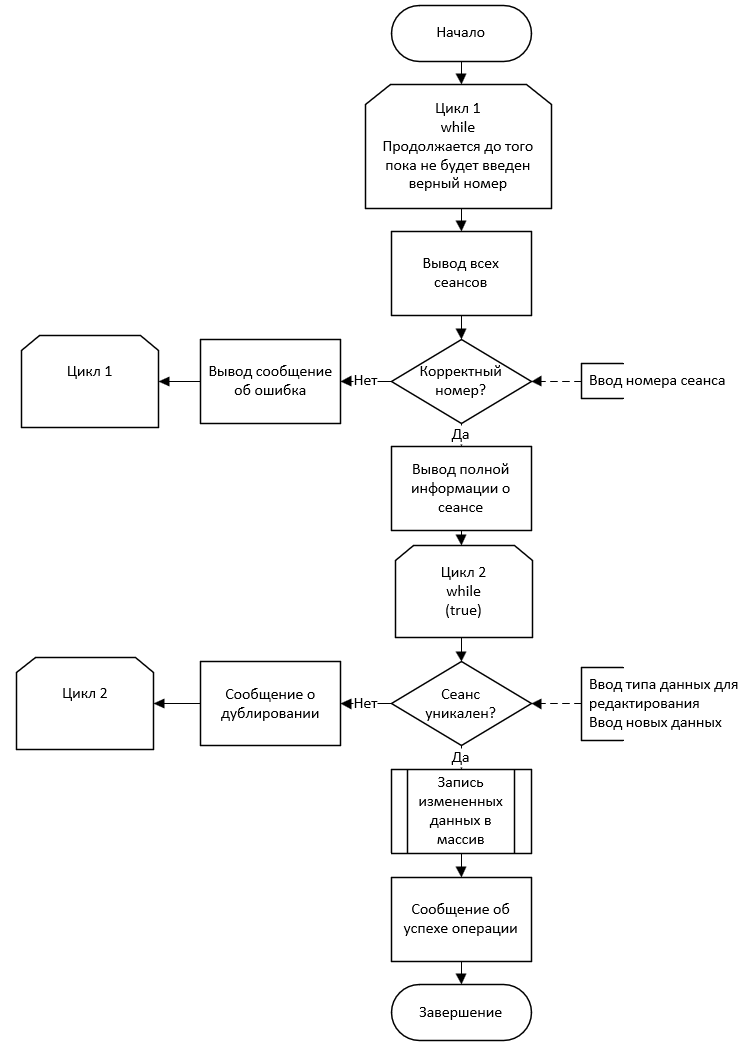 Начало
Цикл 1
while
Продолжается до того
пока не будет введен
верный номер
Вывод всех
сеансов
Цикл 1
Вывод сообщение
об ошибка
Нет
Корректный
номер?
Ввод номера сеанса
Да
Вывод полной
информации о
сеансе
Цикл 2
while
(true)
Цикл 2
Сообщение о
дублировании
Нет
Сеанс
уникален?
Ввод типа данных для
редактирования
Ввод новых данных
Да
Запись
измененных
данных в
массив
Сообщение об
успехе операции
Завершение